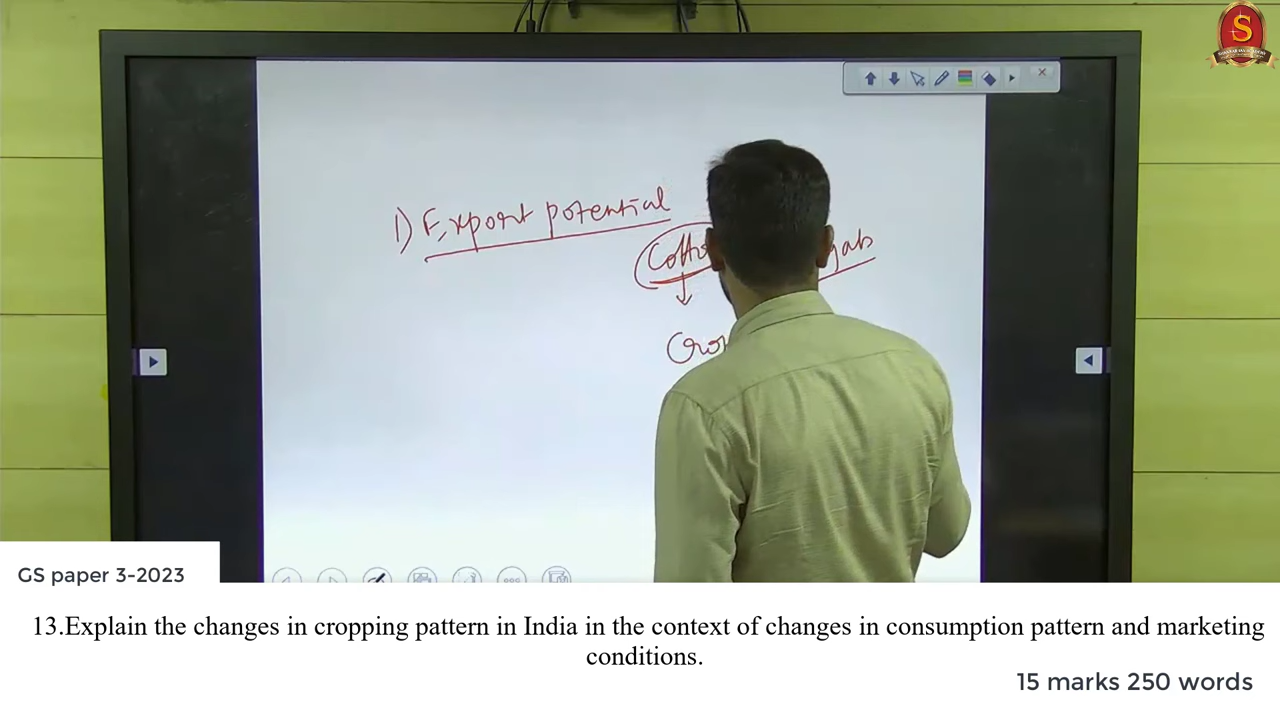 1) Export potential
GS paper 3-2023
13.Explain the changes in cropping pattern in India in the context of changes in consumption pattern and marketing
conditions.
15 marks 250 words